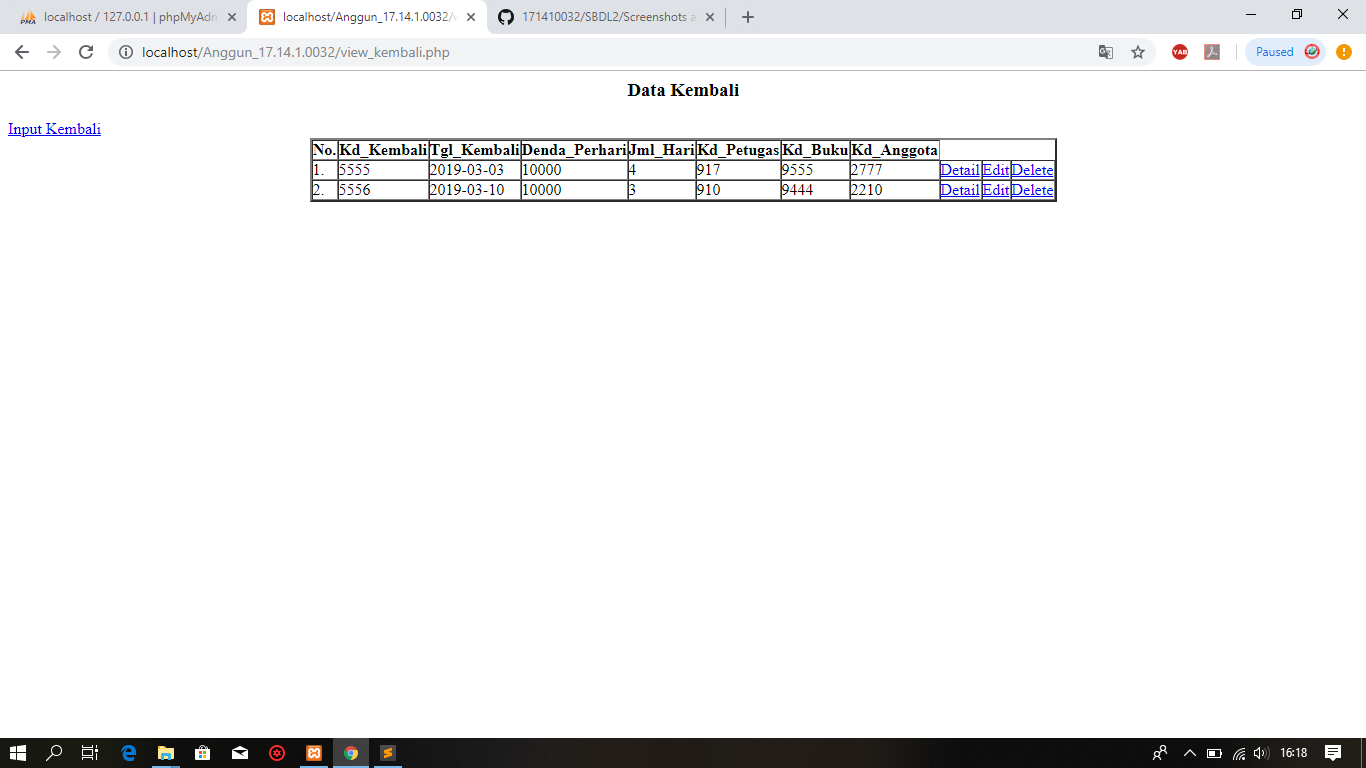 localhost / 127.0.0.1 | phpMyAdm
localhost/Anggun_17.14.1.0032/v
171410032/SBDL2/Screenshots a
localhost/Anggun_17.14.1.0032/view_kembali.php
YAB
Paused
Data Kembali
Input Kembali
No. Kd_Kembali Tgl_Kembali Denda_Perhari Jml_Hari Kd_Petugas Kd_Buku Kd_Anggota
1. 5555 2019-03-03 10000 4 917 9555 2777 Detail Edit Delete
2. 5556 2019-03-10 10000 3 910 9444 2210 Detail Edit Delete
16:18